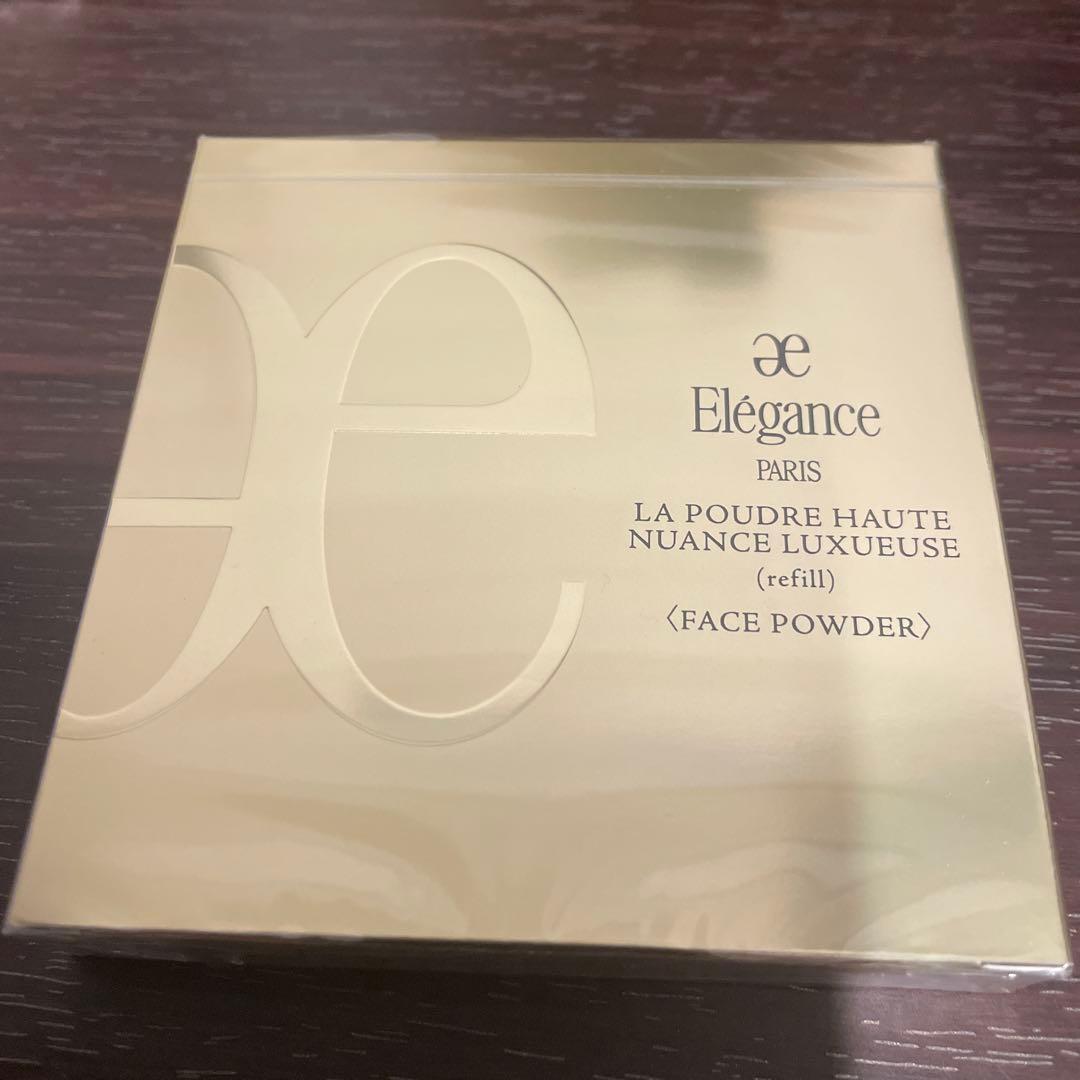 æ
Elégance
PARIS
LA POUDRE HAUTE
NUANCE LUXUEUSE
(refill)
〈FACE POWDER〉